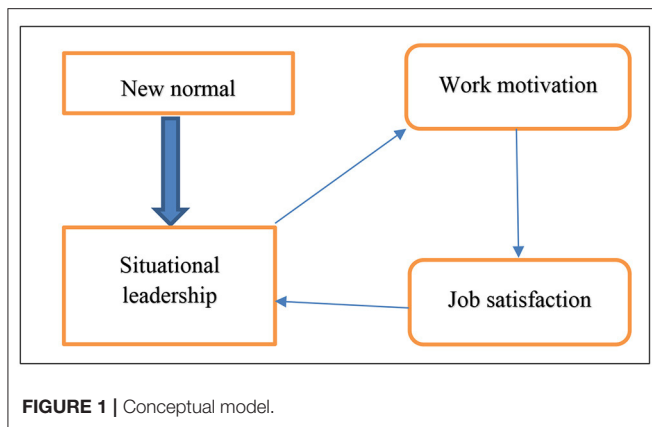 New normal
Work motivation
Situational
leadership
Job satisfaction
FIGURE 1 | Conceptual model.